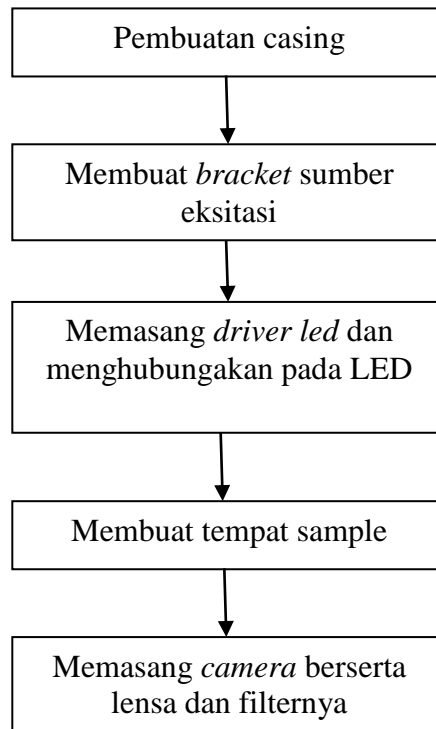 Pembuatan casing
Membuat bracket sumber
eksitasi
Memasang driver led dan
menghubungakan pada LED
Membuat tempat sample
Memasang camera berserta
lensa dan filternya